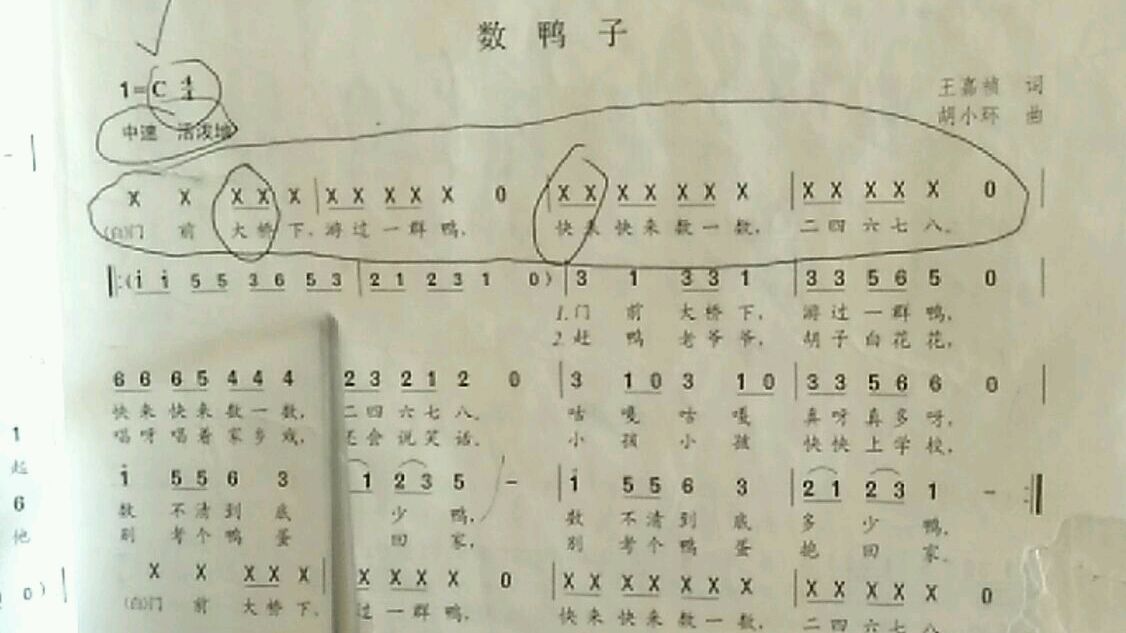 数 鸭 子
1=C 4/4
王嘉桢 词
中速 活泼地
胡小环 曲
X X X X X | X X X X X 0 | X X X X X X X | X X X X X 0 |
(白)门 前 大 桥 下, 游 过 一 群 鸭, 快 来 快 来 数 一 数, 二 四 六 七 八。
‖:(i i 5 5 3 6 5 3 | 2 1 2 3 1 0) | 3 1 3 3 1 | 3 3 5 6 5 0 |
1.门 前 大 桥 下, 游 过 一 群 鸭,
2.赶 鸭 老 爷 爷, 胡 子 白 花 花,
6 6 6 5 4 4 4 2 3 2 1 2 0 | 3 1 0 3 1 0 | 3 3 5 6 6 0 |
快 来 快 来 数 一 数, 二 四 六 七 八。 咕 嘎 咕 嘎 真 呀 真 多 呀,
唱 呀 唱 着 家 乡 戏, 还 会 说 笑 话。 小 孩 小 孩 快 快 上 学 校,
i 5 5 6 3 1 2 3 5 - | i 5 5 6 3 | 2 1 2 3 1 - :‖
数 不 清 到 底 少 鸭, 数 不 清 到 底 多 少 鸭。
别 考 个 鸭 蛋 回 家, 别 考 个 鸭 蛋 抱 回 家。
X X X X X X X X X 0 | X X X X X X X | X X X X X 0
(白)门 前 大 桥 下, 过 一 群 鸭, 快 来 快 来 数 一 数, 二 四 六 七 八
1
起
6
他
0) |